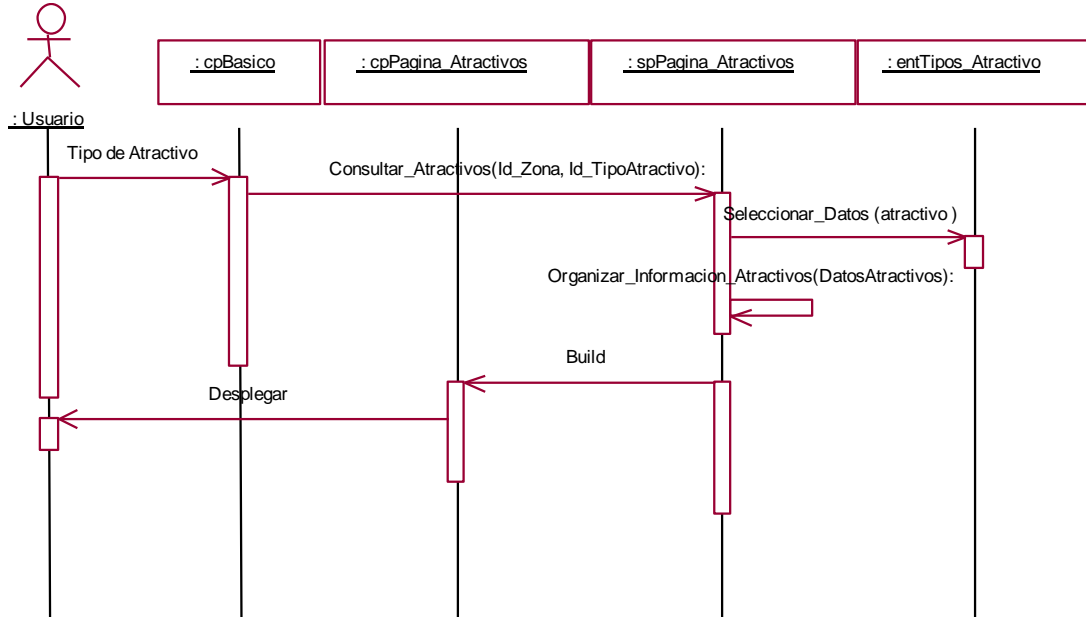 : cpBasico
: cpPagina_Atractivos
: spPagina_Atractivos
: entTipos_Atractivo
: Usuario
Tipo de Atractivo
Consultar_Atractivos(Id_Zona, Id_TipoAtractivo):
Seleccionar_Datos (atractivo )
Organizar_Informacion_Atractivos(DatosAtractivos):
Build
Desplegar